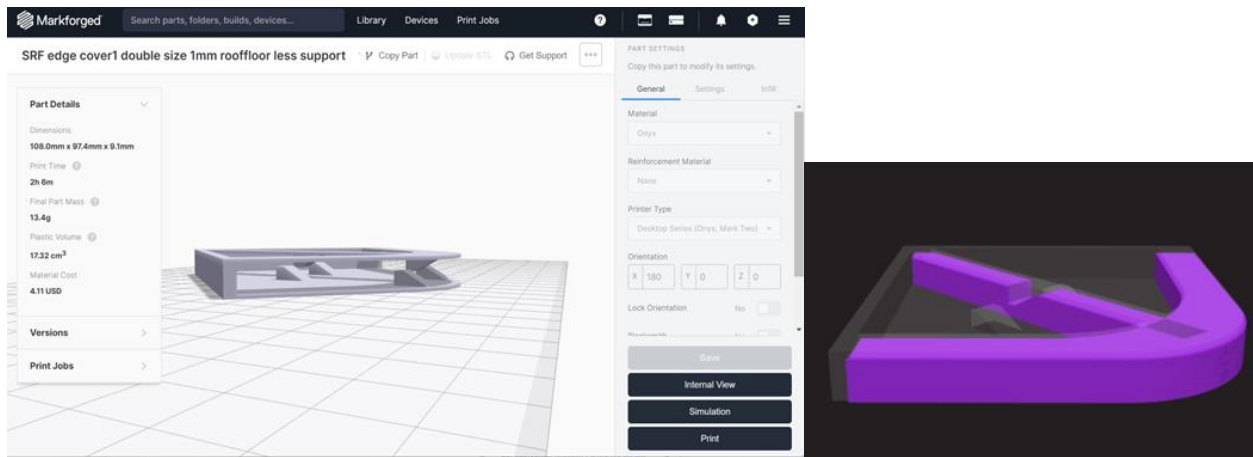 Markforged
Search parts, folders, builds, devices...
Library Devices Print Jobs
SRF edge cover1 double size 1mm rooffloor less support
Copy Part
Update STL
Get Support
PART SETTINGS
Copy this part to modify its settings.
General Settings Infill
Part Details
Dimensions
108.0mm x 97.4mm x 9.1mm
Print Time
2h 6m
Final Part Mass
13.4g
Plastic Volume
17.32 cm³
Material Cost
4.11 USD
Versions
Print Jobs
Material
Onyx
Reinforcement Material
None
Printer Type
Desktop Series (Onyx, Mark Two)
Orientation
X 180 Y 0 Z 0
Lock Orientation No
Save
Internal View
Simulation
Print